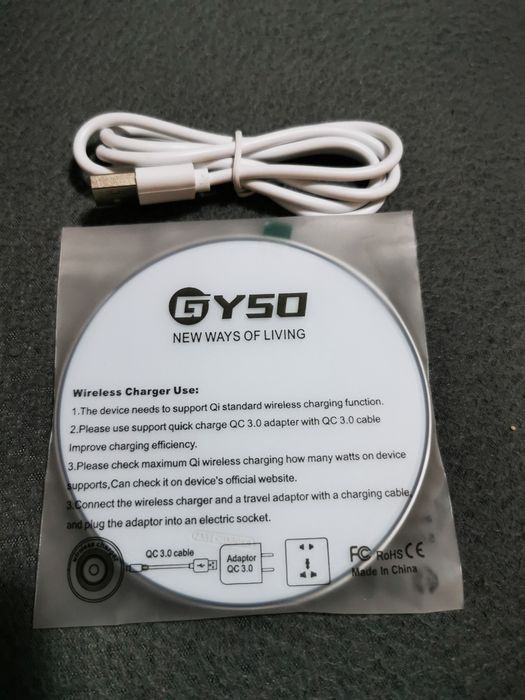 GYSO
NEW WAYS OF LIVING
Wireless Charger Use:
1.The device needs to support Qi standard wireless charging function.
2.Please use support quick charge QC 3.0 adapter with QC 3.0 cable
Improve charging efficiency.
3.Please check maximum Qi wireless charging how many watts on device
supports,Can check it on device's official website.
3.Connect the wireless charger and a travel adaptor with a charging cable,
and plug the adaptor into an electric socket.
FAST CHARGE
Wireless Charger
QC 3.0 cable
Adaptor
QC 3.0
FC RoHS CE
Made In China